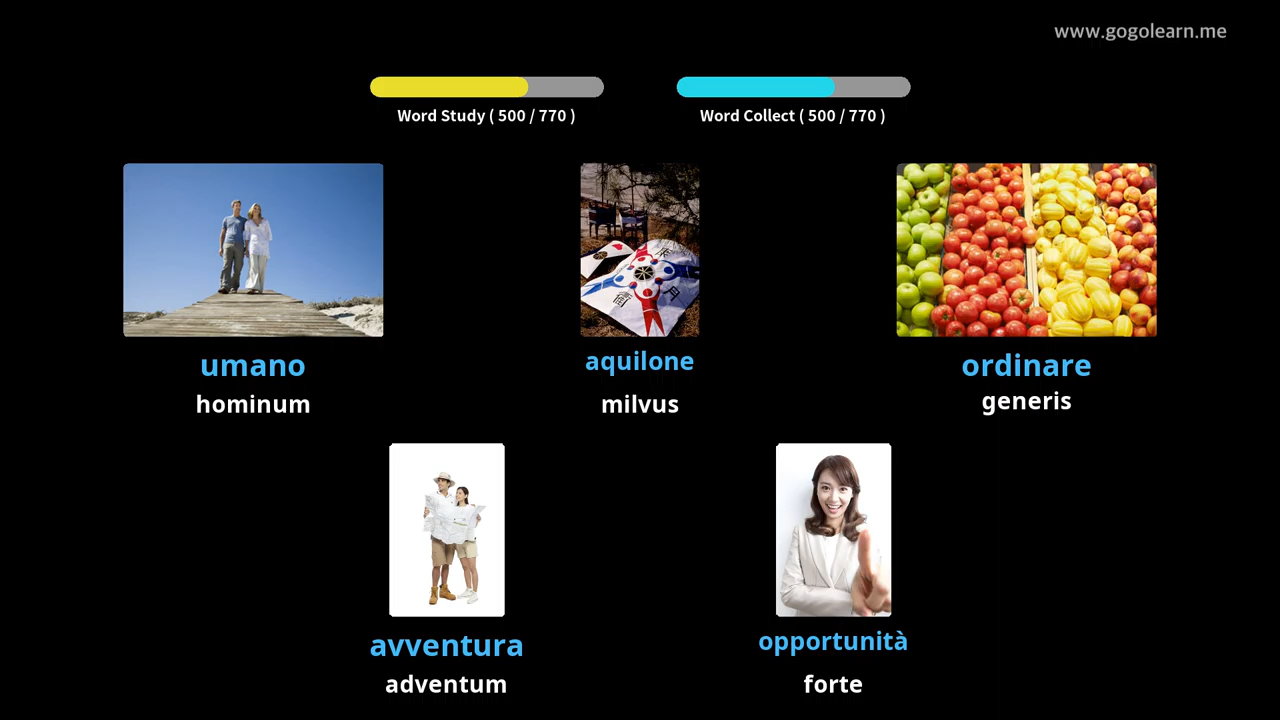 www.gogolearn.me
Word Study ( 500 / 770 )
Word Collect ( 500 / 770 )
umano
hominum
aquilone
milvus
ordinare
generis
avventura
adventum
opportunità
forte